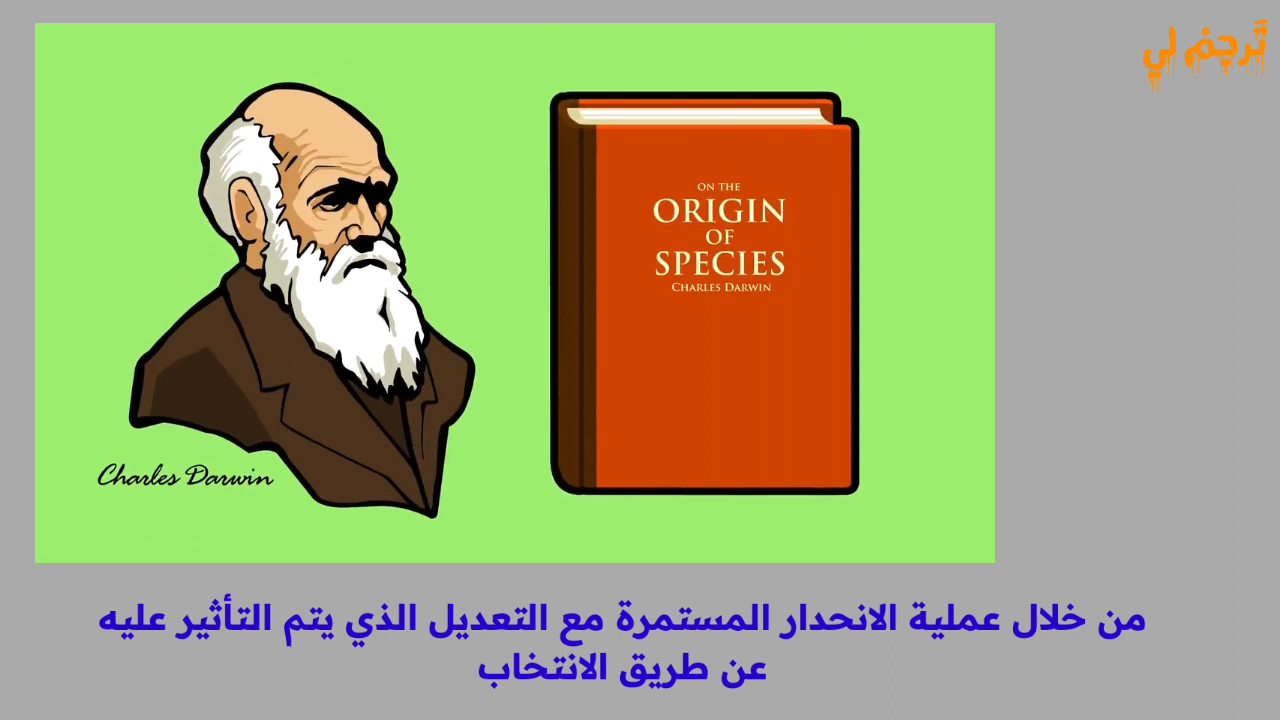 تَرجِمْ لي
ON THE
ORIGIN
OF
SPECIES
CHARLES DARWIN
Charles Darwin
من خلال عملية الانحدار المستمرة مع التعديل الذي يتم التأثير عليه
عن طريق الانتخاب